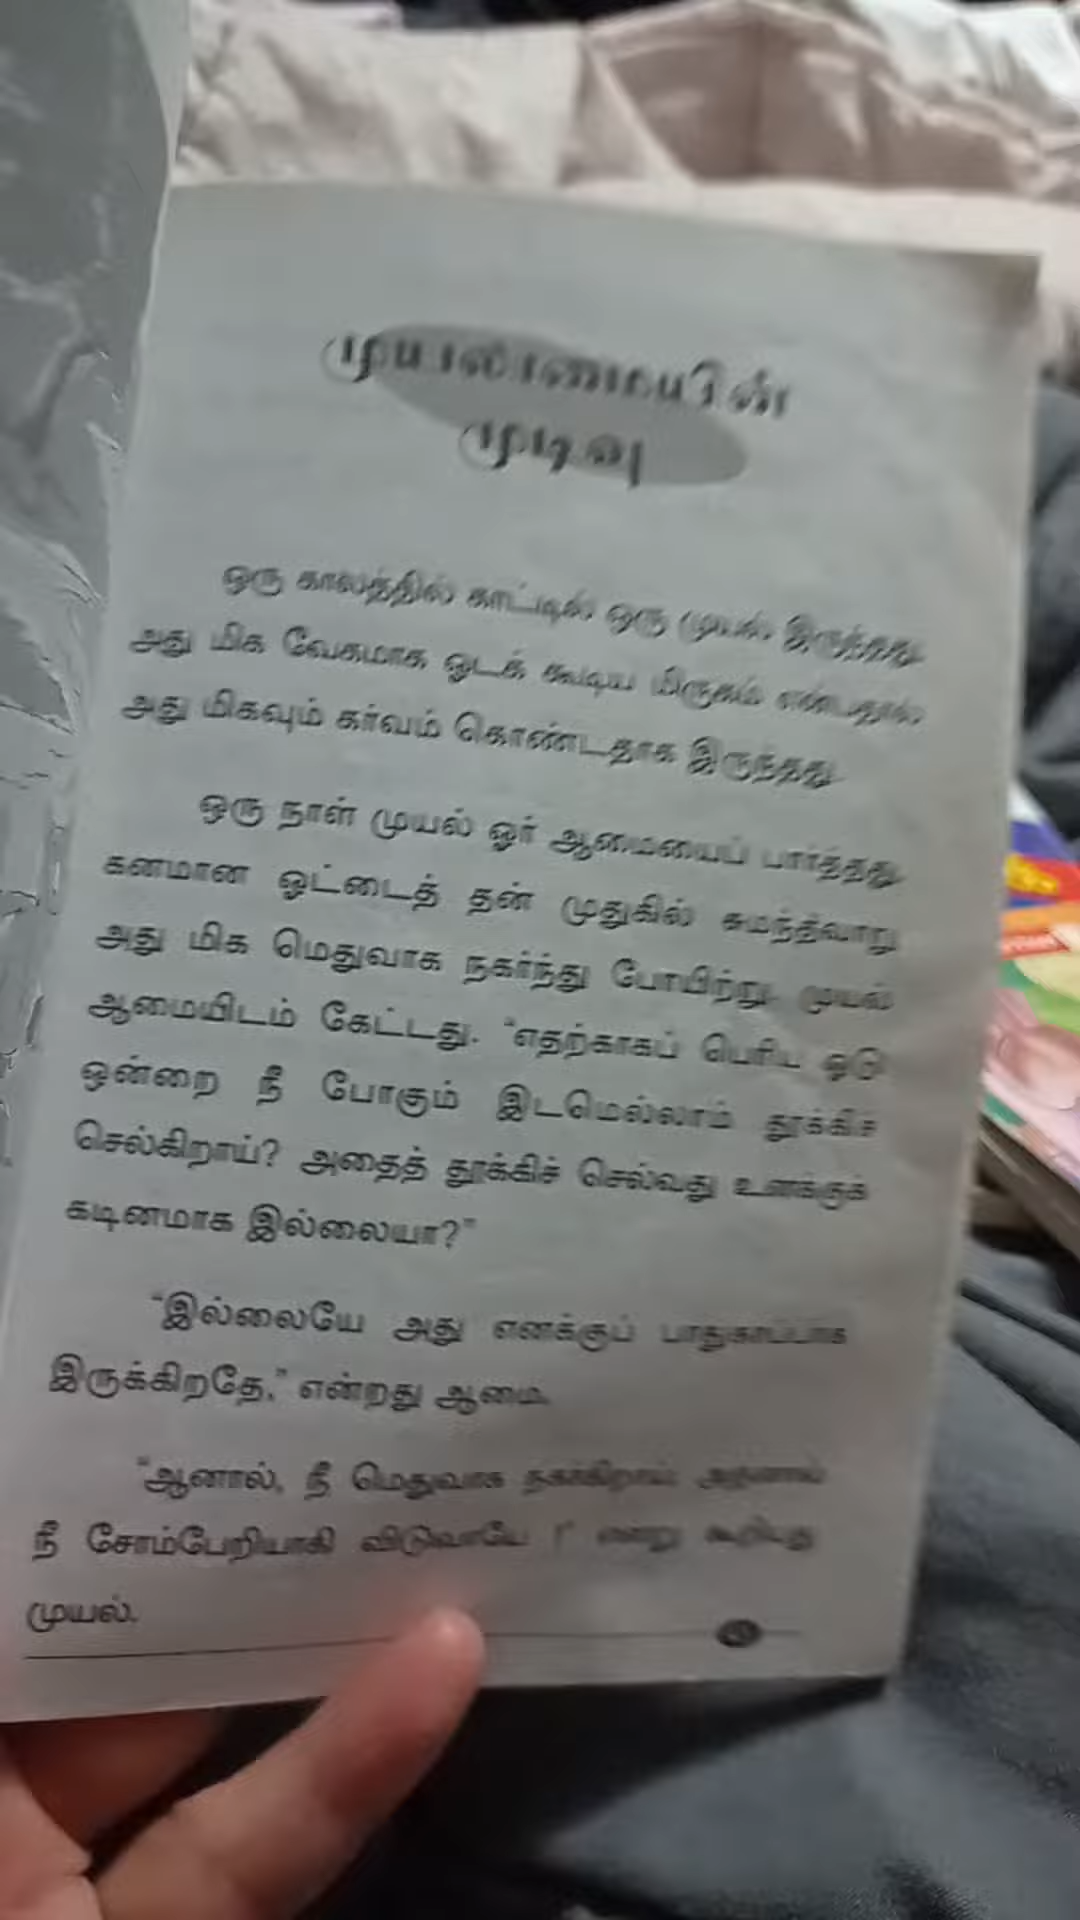 முயலாமையின்
முடிவு
ஒரு காலத்தில் காட்டில் ஒரு முயல் இருந்தது.
அது மிக வேகமாக ஓடக் கூடிய மிருகம் என்பதால்
அது மிகவும் கர்வம் கொண்டதாக இருந்தது.
ஒரு நாள் முயல் ஓர் ஆமையைப் பார்த்தது.
கனமான ஓட்டைத் தன் முதுகில் சுமந்தவாறு
அது மிக மெதுவாக நகர்ந்து போயிற்று. முயல்
ஆமையிடம் கேட்டது. “எதற்காகப் பெரிய ஓடு
ஒன்றை நீ போகும் இடமெல்லாம் தூக்கிச்
செல்கிறாய்? அதைத் தூக்கிச் செல்வது உனக்குக்
கடினமாக இல்லையா?”
“இல்லையே அது எனக்குப் பாதுகாப்பாக
இருக்கிறதே,” என்றது ஆமை.
“ஆனால், நீ மெதுவாக நகர்கிறாய். அதனால்
நீ சோம்பேறியாகி விடுவாயே !” என்று கூறியது
முயல்.